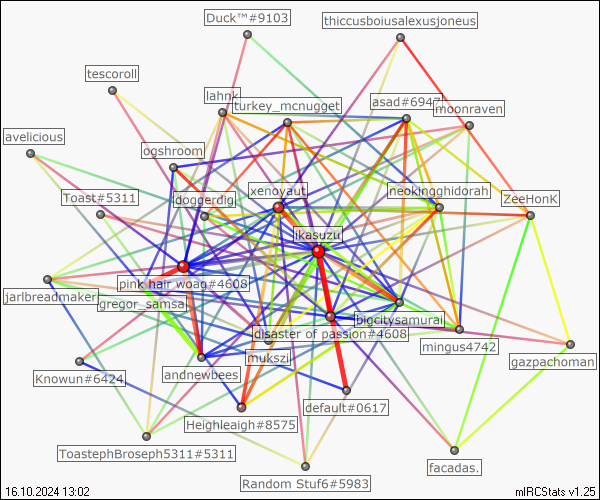 Duck™#9103
thiccusboiusalexusjoneus
tescoroll
lahnk
turkey_mcnugget
asad#6947
moonraven
avelicious
ogshroom
Toast#5311
doggerdig
xenoyaut
neokingghidorah
ZeeHonK
ikasuzu
pink hair woag#4608
jarlbreadmaker
gregor_samsa
bigcitysamurai
disaster of passion#4608
mingus4742
mukszi
gazpachoman
Knowun#6424
andnewbees
default#0617
Heighleigh#8575
ToastephBroseph5311#5311
facadas.
Random Stuf6#5983
16.10.2024 13:02
mIRCStats v1.25